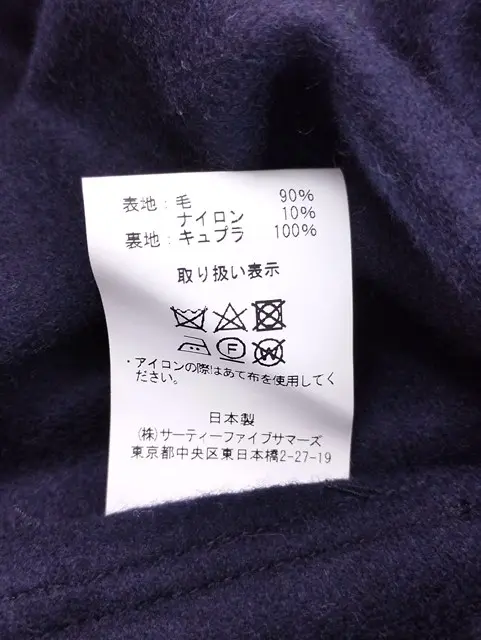 表地：毛 90%
ナイロン 10%
裏地：キュプラ 100%
取り扱い表示
F W
・アイロンの際はあて布を使用してく
ださい。
日本製
(株)サーティーファイブサマーズ
東京都中央区東日本橋2-27-19